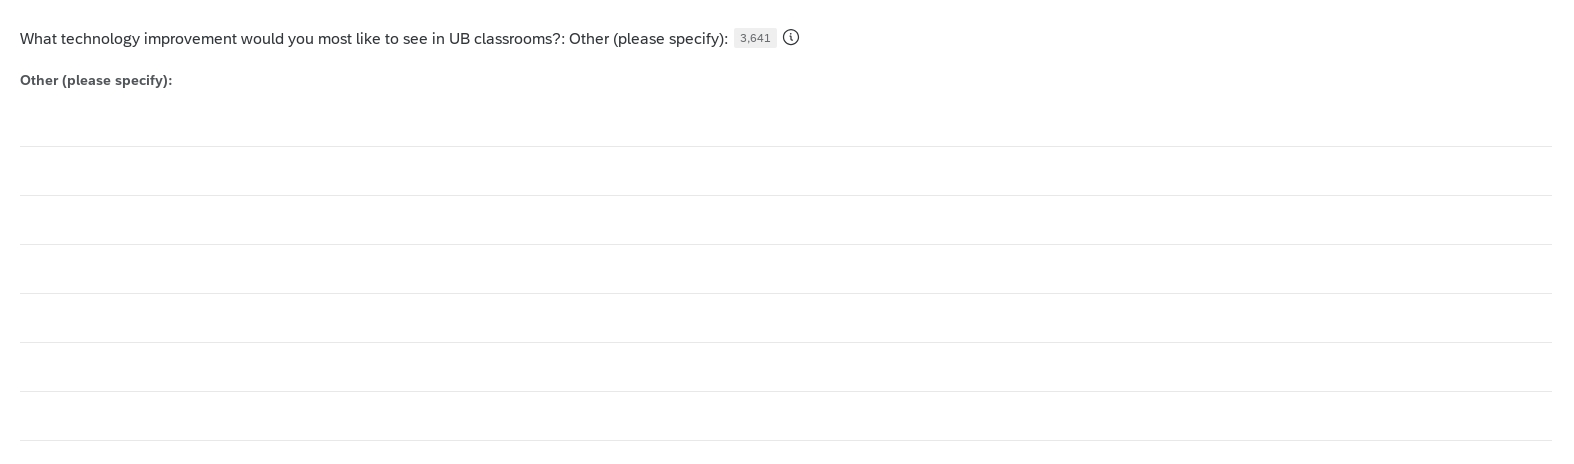 What technology improvement would you most like to see in UB classrooms?: Other (please specify): 3,641
Other (please specify):